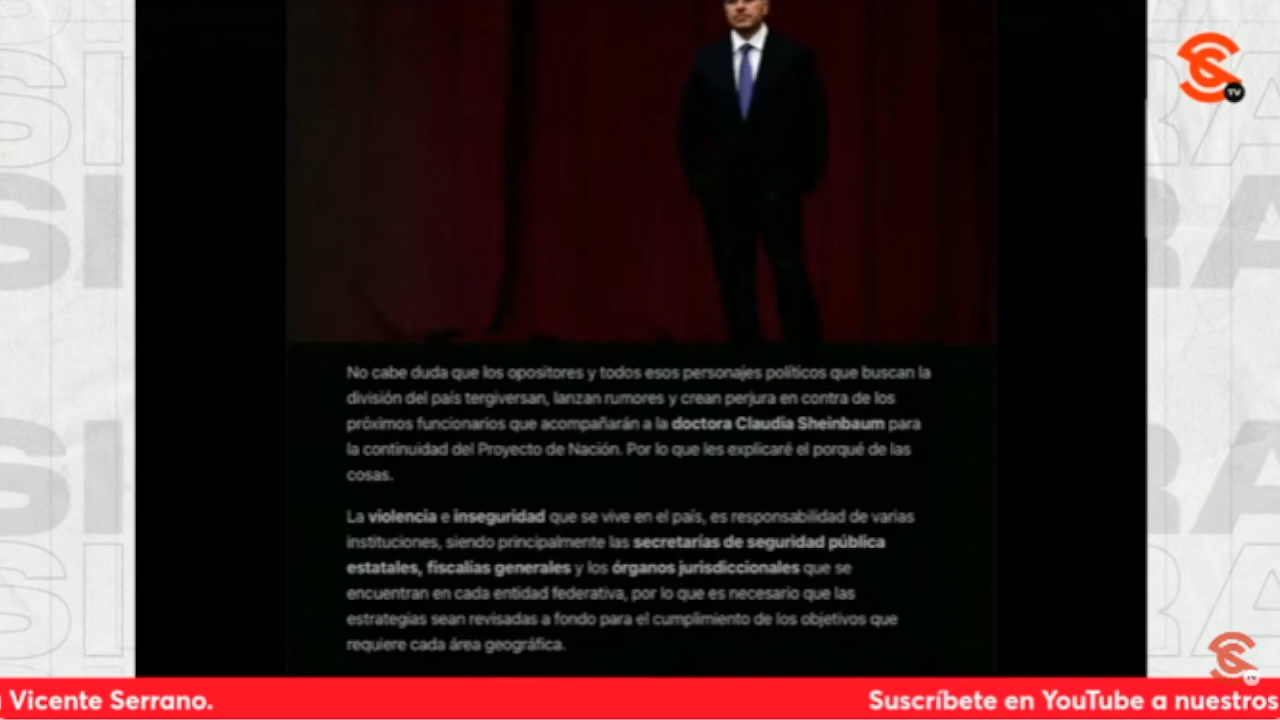 TV
No cabe duda que los opositores y todos esos personajes políticos que buscan la
división del país tergiversan, lanzan rumores y crean perjura en contra de los
próximos funcionarios que acompañarán a la doctora Claudia Sheinbaum para
la continuidad del Proyecto de Nación. Por lo que les explicaré el porqué de las
cosas.
La violencia e inseguridad que se vive en el país, es responsabilidad de varias
instituciones, siendo principalmente las secretarías de seguridad pública
estatales, fiscalías generales y los órganos jurisdiccionales que se
encuentran en cada entidad federativa, por lo que es necesario que las
estrategias sean revisadas a fondo para el cumplimiento de los objetivos que
requiere cada área geográfica.
TV
Vicente Serrano.
Suscríbete en YouTube a nuestros